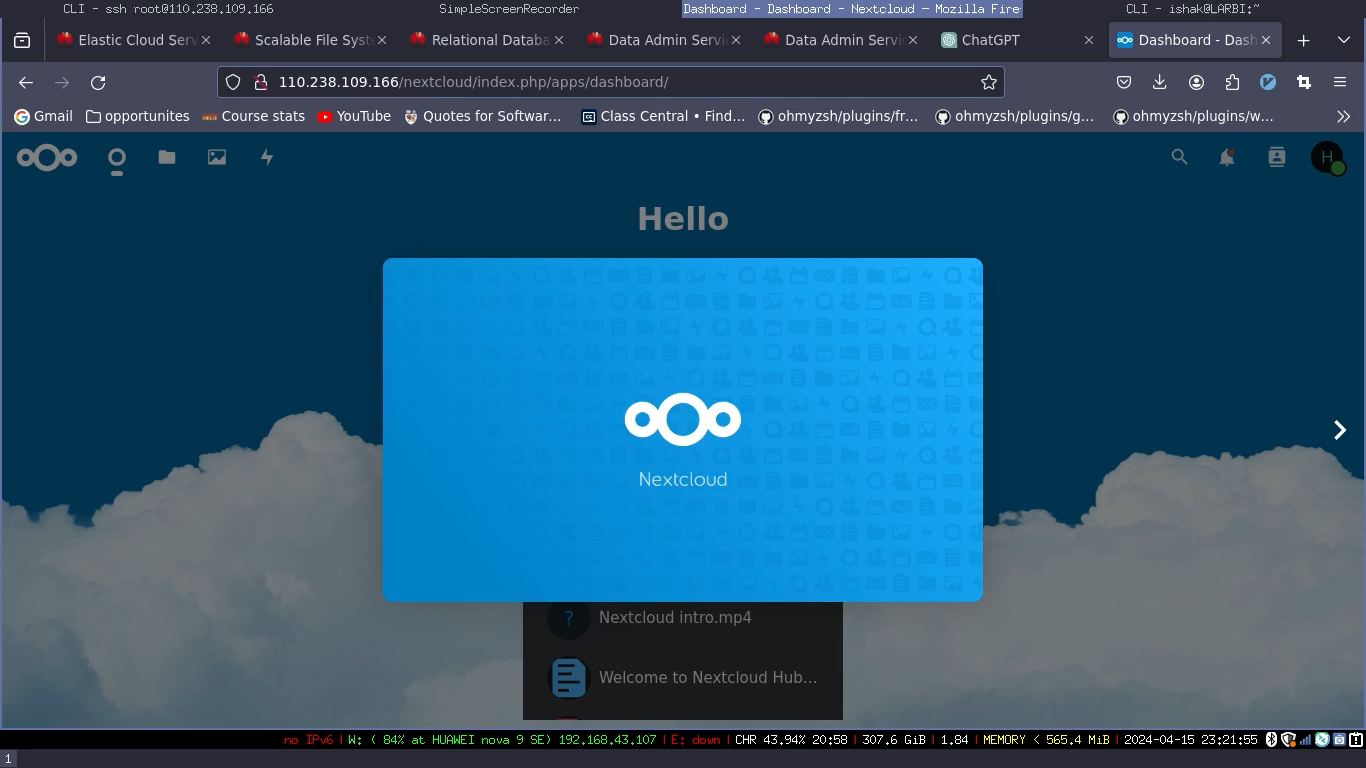 CLI - ssh root@110.238.109.166 SimpleScreenRecorder Dashboard - Dashboard - Nextcloud — Mozilla Fire CLI - ishak@LARBI:~
Elastic Cloud Serv Scalable File Syst Relational Databa Data Admin Servi Data Admin Servi ChatGPT Dashboard - Dash
110.238.109.166/nextcloud/index.php/apps/dashboard/
Gmail opportunites Course stats YouTube Quotes for Softwar... Class Central • Find... ohmyzsh/plugins/fr... ohmyzsh/plugins/g... ohmyzsh/plugins/w...
H
Hello
Nextcloud
Nextcloud intro.mp4
Welcome to Nextcloud Hub...
no IPv6 | W: ( 84% at HUAWEI nova 9 SE) 192.168.43.107 | E: down | CHR 43.94% 20:58 | 307.6 GiB | 1.84 | MEMORY < 565.4 MiB | 2024-04-15 23:21:55
1